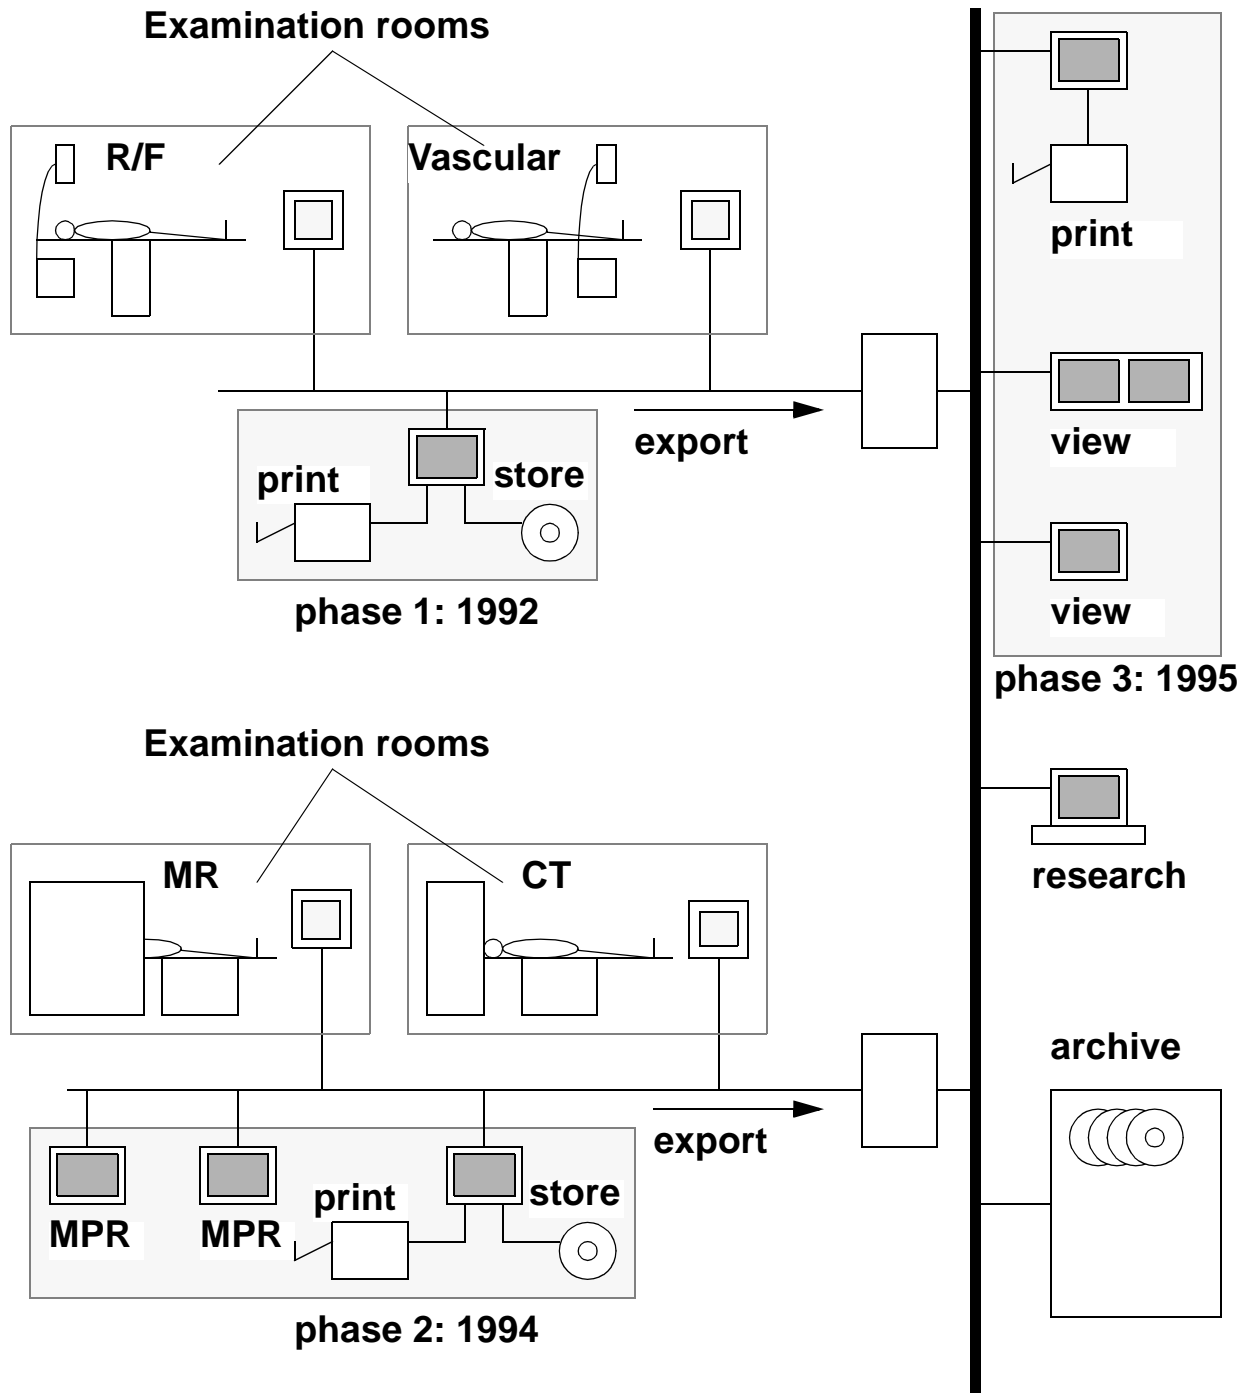 Examination rooms
R/F
Vascular
print
view
view
phase 3: 1995
export
print
store
phase 1: 1992
Examination rooms
MR
CT
research
archive
export
MPR
MPR
print
store
phase 2: 1994